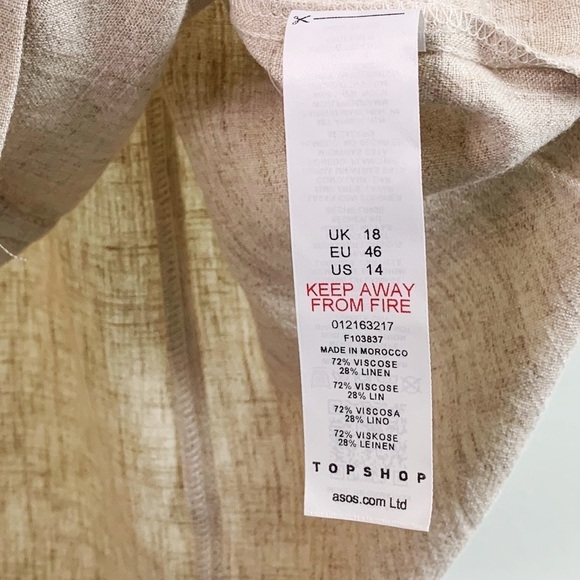 UK 18
EU 46
US 14
KEEP AWAY
FROM FIRE
012163217
F103837
MADE IN MOROCCO
72% VISCOSE
28% LINEN
72% VISCOSE
28% LIN
72% VISCOSA
28% LINO
72% VISKOSE
28% LEINEN
TOPSHOP
asos.com Ltd